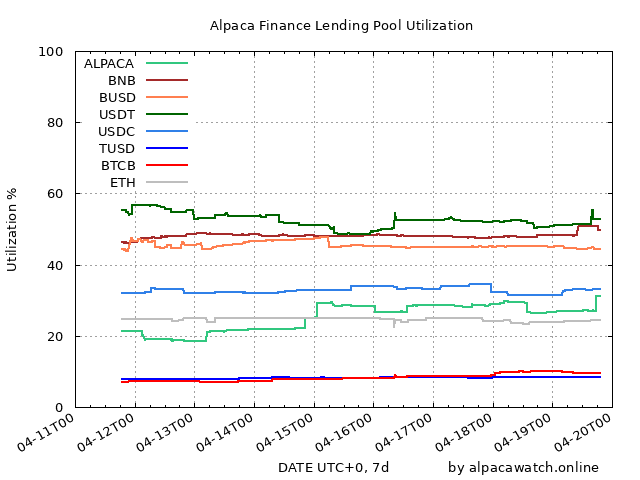 Alpaca Finance Lending Pool Utilization
100
80
60
40
20
0
Utilization %
ALPACA
BNB
BUSD
USDT
USDC
TUSD
BTCB
ETH
04-11T00
04-12T00
04-13T00
04-14T00
04-15T00
04-16T00
04-17T00
04-18T00
04-19T00
04-20T00
DATE UTC+0, 7d
by alpacawatch.online